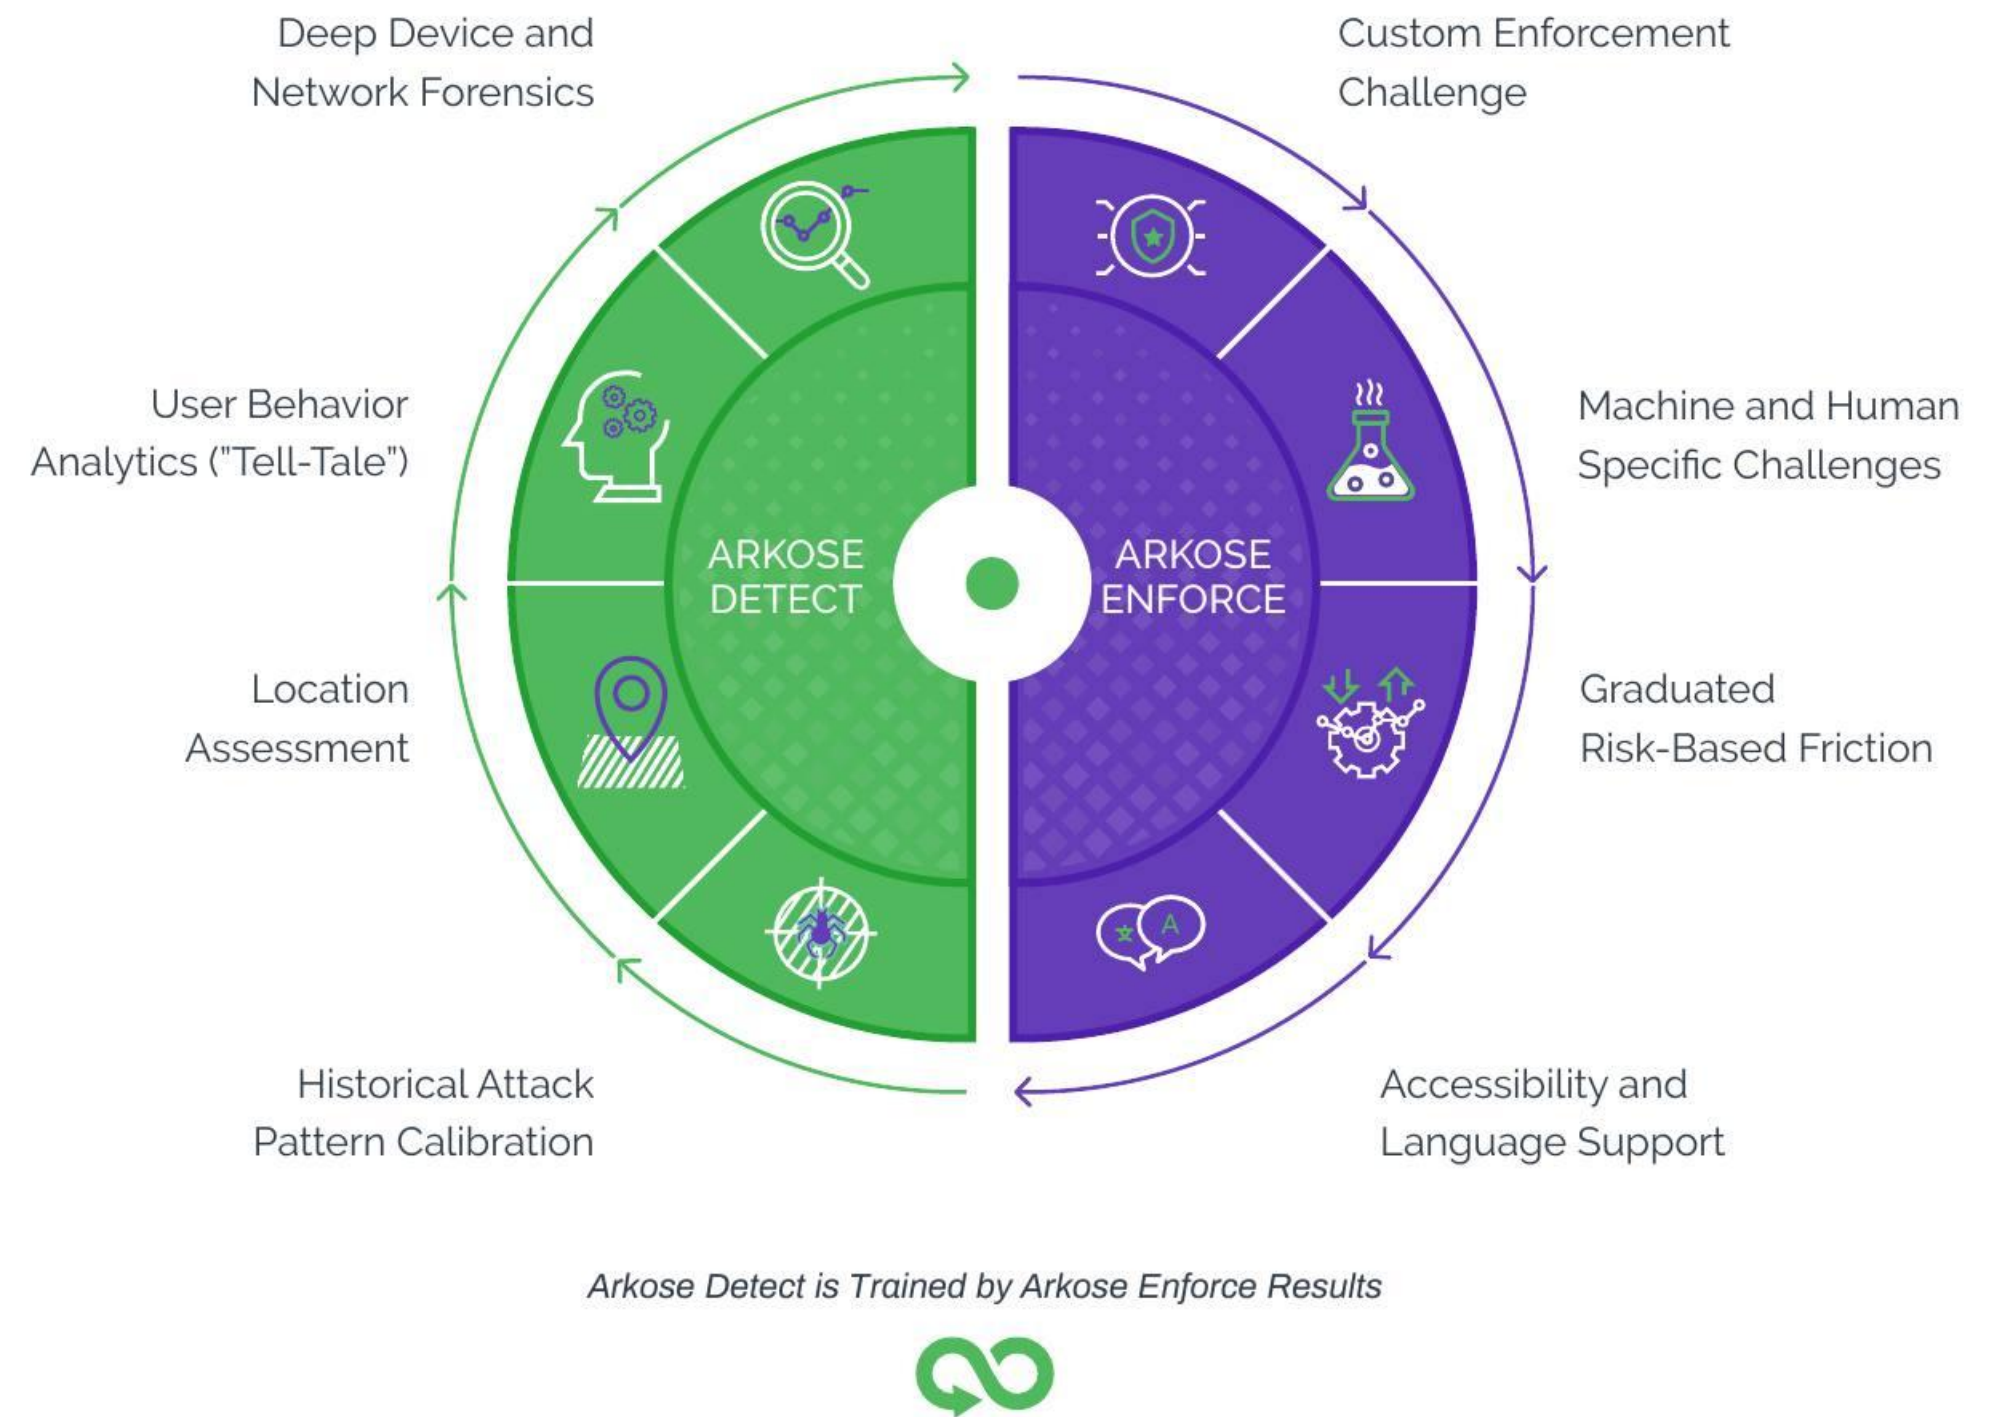 Deep Device and
Network Forensics
Custom Enforcement
Challenge
User Behavior
Analytics ("Tell-Tale")
Machine and Human
Specific Challenges
ARKOSE
DETECT
ARKOSE
ENFORCE
Location
Assessment
Graduated
Risk-Based Friction
文 A
Historical Attack
Pattern Calibration
Accessibility and
Language Support
Arkose Detect is Trained by Arkose Enforce Results